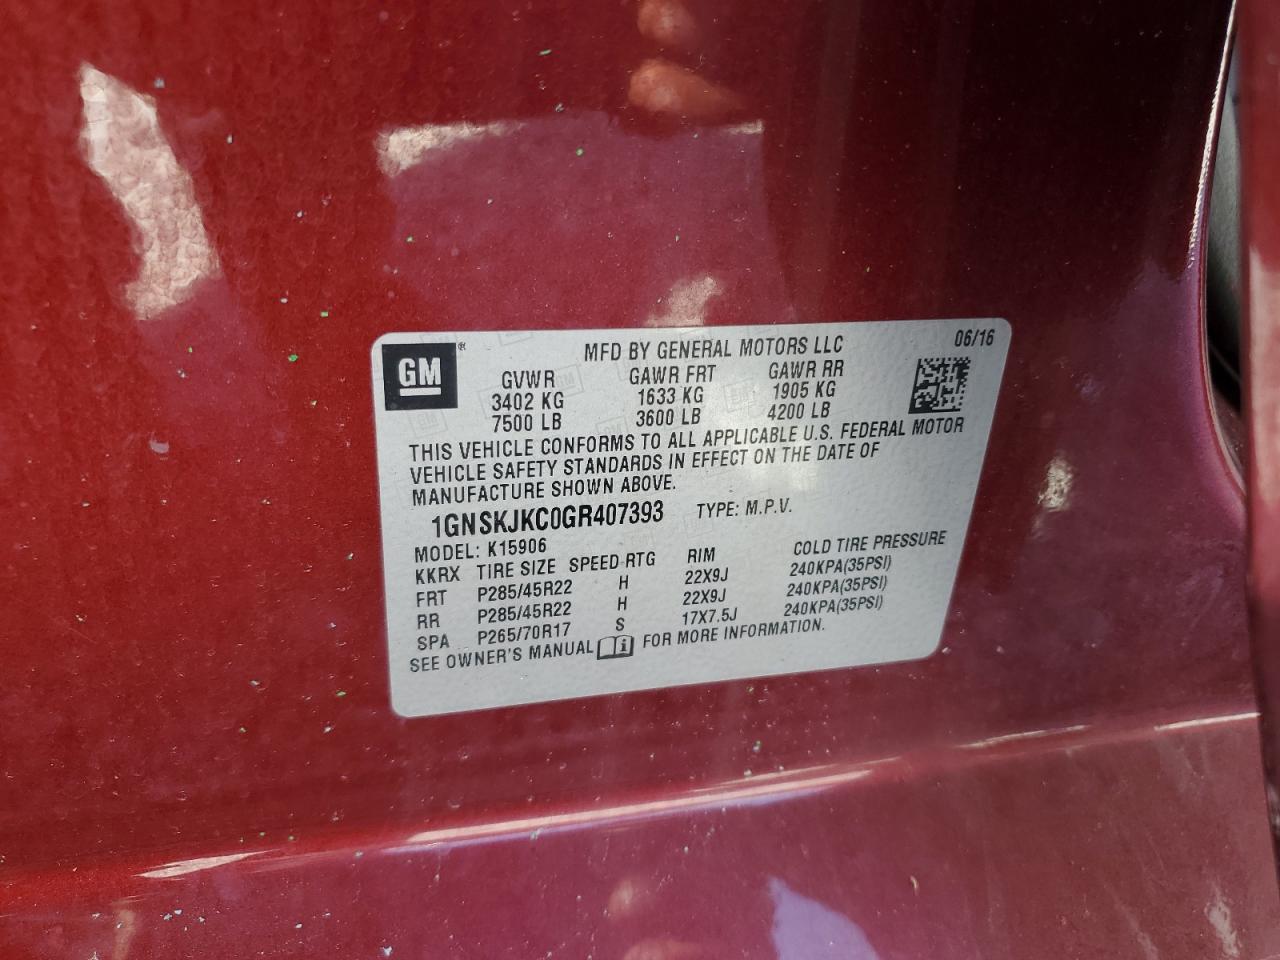 GM ® MFD BY GENERAL MOTORS LLC 06/16
GVWR GAWR FRT GAWR RR
3402 KG 1633 KG 1905 KG
7500 LB 3600 LB 4200 LB
THIS VEHICLE CONFORMS TO ALL APPLICABLE U.S. FEDERAL MOTOR
VEHICLE SAFETY STANDARDS IN EFFECT ON THE DATE OF
MANUFACTURE SHOWN ABOVE.
1GNSKJKC0GR407393 TYPE: M.P.V.
MODEL: K15906
KKRX TIRE SIZE SPEED RTG RIM COLD TIRE PRESSURE
FRT P285/45R22 H 22X9J 240KPA(35PSI)
RR P285/45R22 H 22X9J 240KPA(35PSI)
SPA P265/70R17 S 17X7.5J 240KPA(35PSI)
SEE OWNER'S MANUAL i FOR MORE INFORMATION.